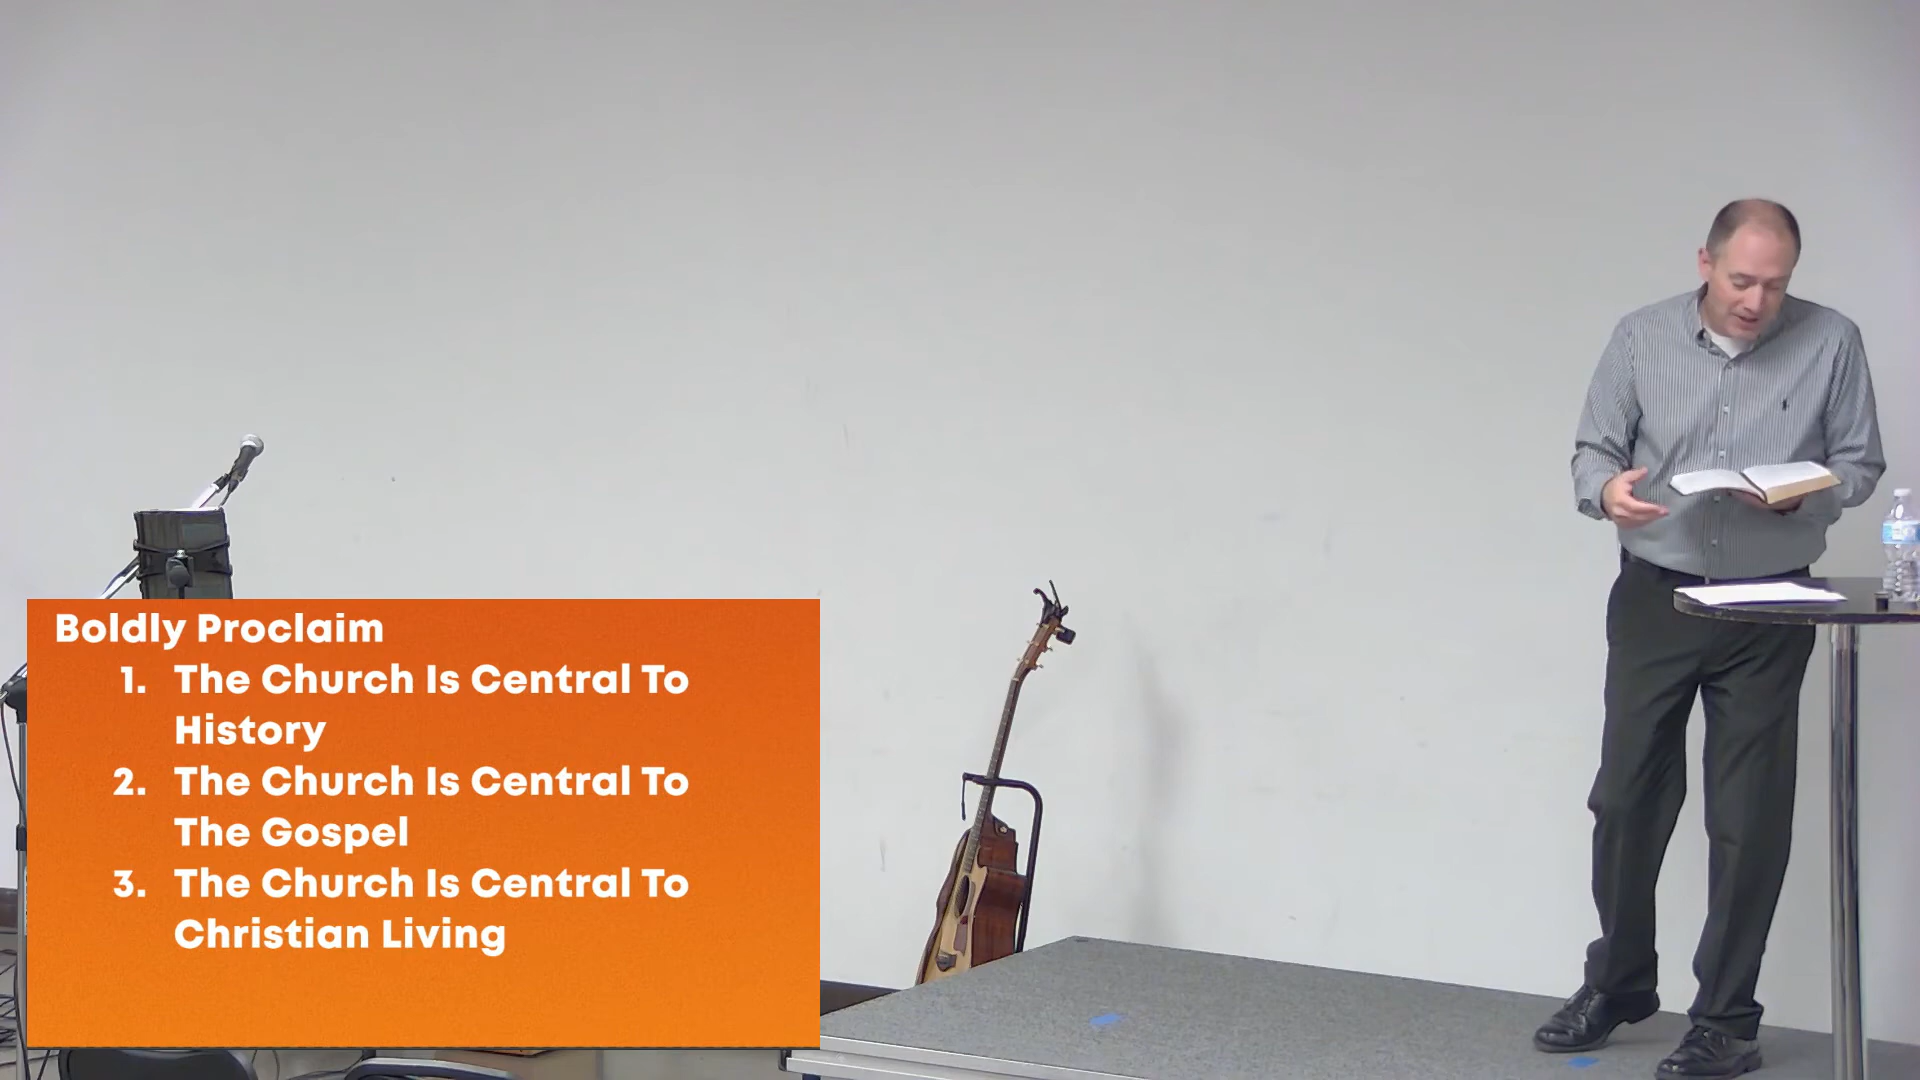 Boldly Proclaim
1. The Church Is Central To
History
2. The Church Is Central To
The Gospel
3. The Church Is Central To
Christian Living